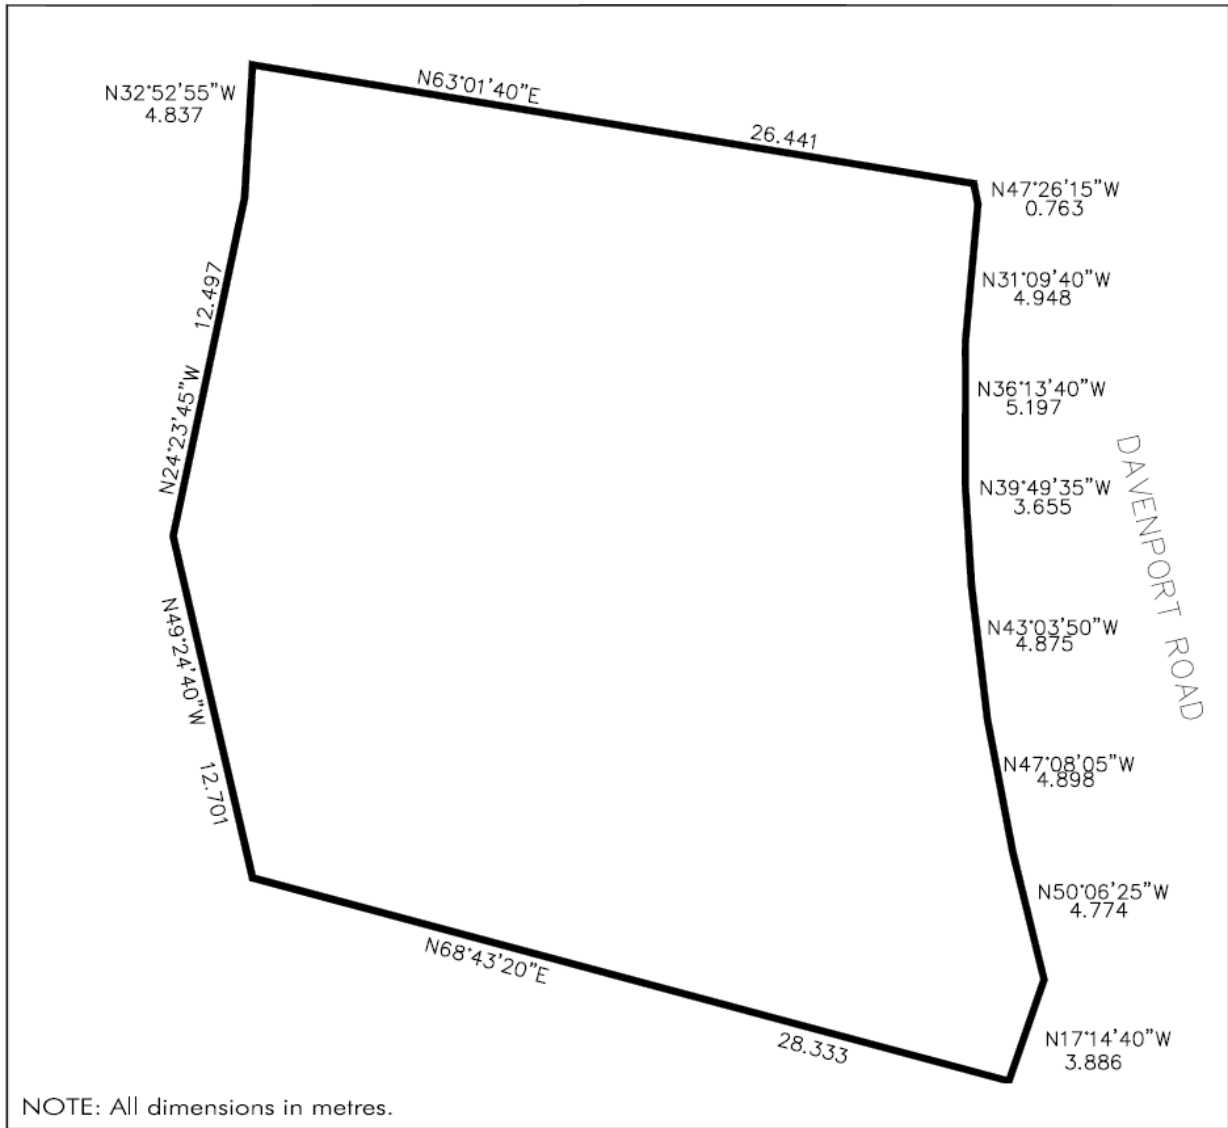 N63°01'40"E
N32°52'55"W
4.837
26.441
N47°26'15"W
0.763
12.497
N31°09'40"W
4.948
N24°23'45"W
N36°13'40"W
5.197
DAVENPORT ROAD
N39°49'35"W
3.655
N49°24'40"W
N43°03'50"W
4.875
12.701
N47°08'05"W
4.898
N50°06'25"W
4.774
N68°43'20"E
28.333
N17°14'40"W
3.886
NOTE: All dimensions in metres.